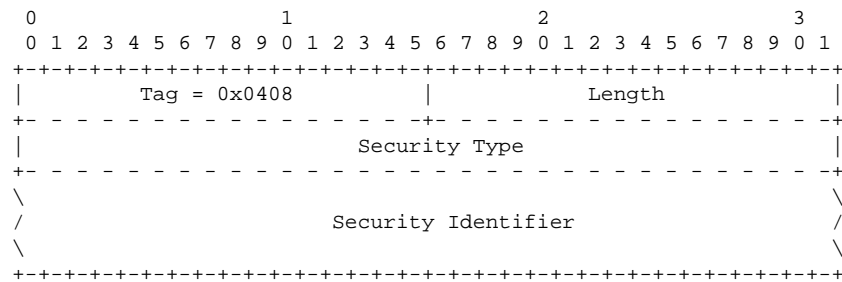 0                   1                   2                   3
 0 1 2 3 4 5 6 7 8 9 0 1 2 3 4 5 6 7 8 9 0 1 2 3 4 5 6 7 8 9 0 1
+-+-+-+-+-+-+-+-+-+-+-+-+-+-+-+-+-+-+-+-+-+-+-+-+-+-+-+-+-+-+-+-+
|         Tag = 0x0408          |            Length             |
+- - - - - - - - - - - - - - - -+- - - - - - - - - - - - - - - -+
|                          Security Type                        |
+- - - - - - - - - - - - - - - - - - - - - - - - - - - - - - - -+
\                                                               \
/                        Security Identifier                    /
\                                                               \
+-+-+-+-+-+-+-+-+-+-+-+-+-+-+-+-+-+-+-+-+-+-+-+-+-+-+-+-+-+-+-+-+